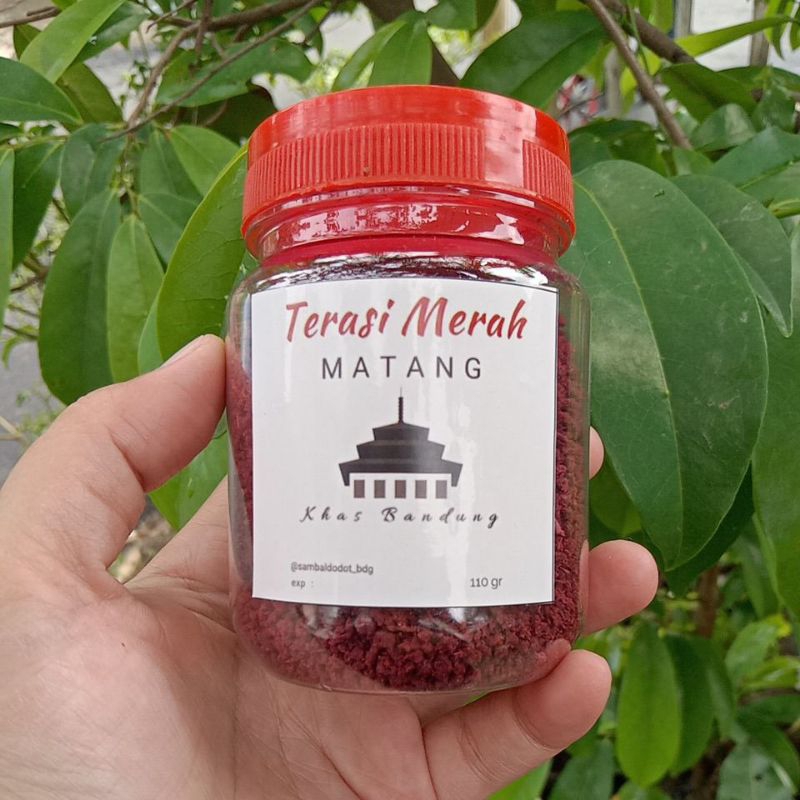 Terasi Merah
MATANG
Khas Bandung
@sambaldodot_bdg
exp :
110 gr